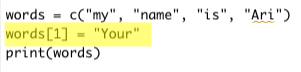 words = c("my", "name", "is", "Ari")
words[1] = "Your"
print(words)